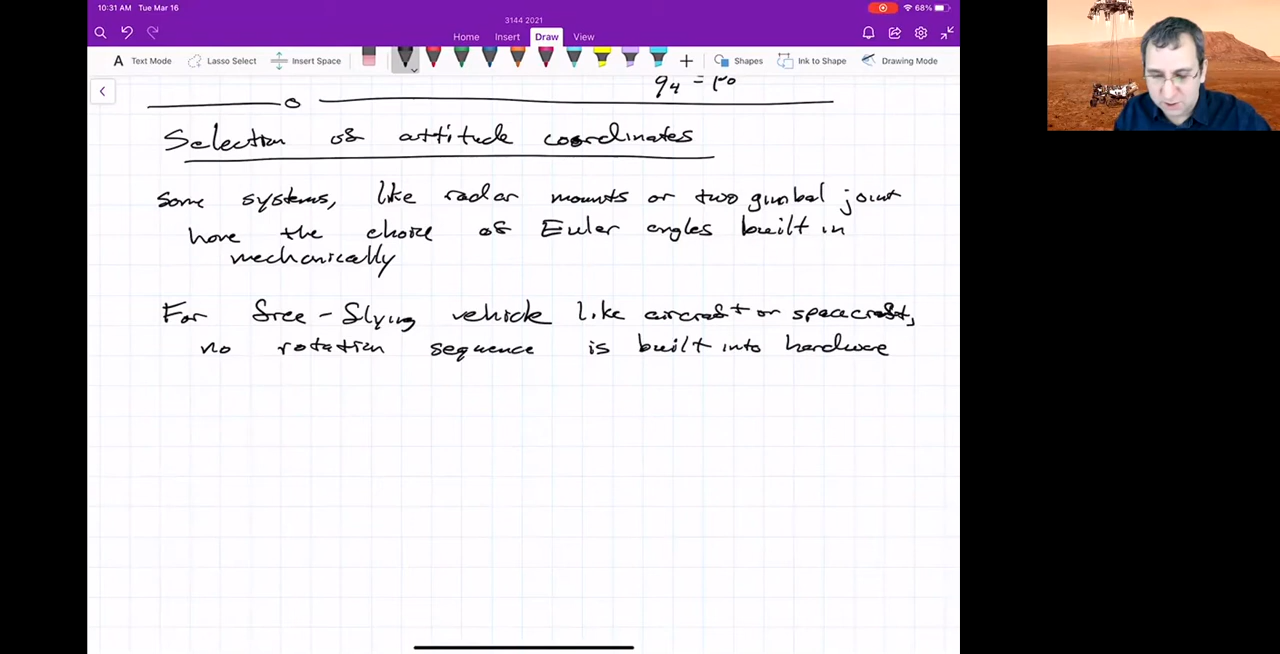 10:31 AM Tue Mar 16
68%
3144 2021
Home Insert Draw View
Text Mode Lasso Select Insert Space Shapes Ink to Shape Drawing Mode
q4 = β0
Selection of attitude coordinates
Some systems, like radar mounts or two gimbal joint
have the choice of Euler angles built in
mechanically
For free-flying vehicle like aircraft or spacecraft,
no rotation sequence is built into hardware